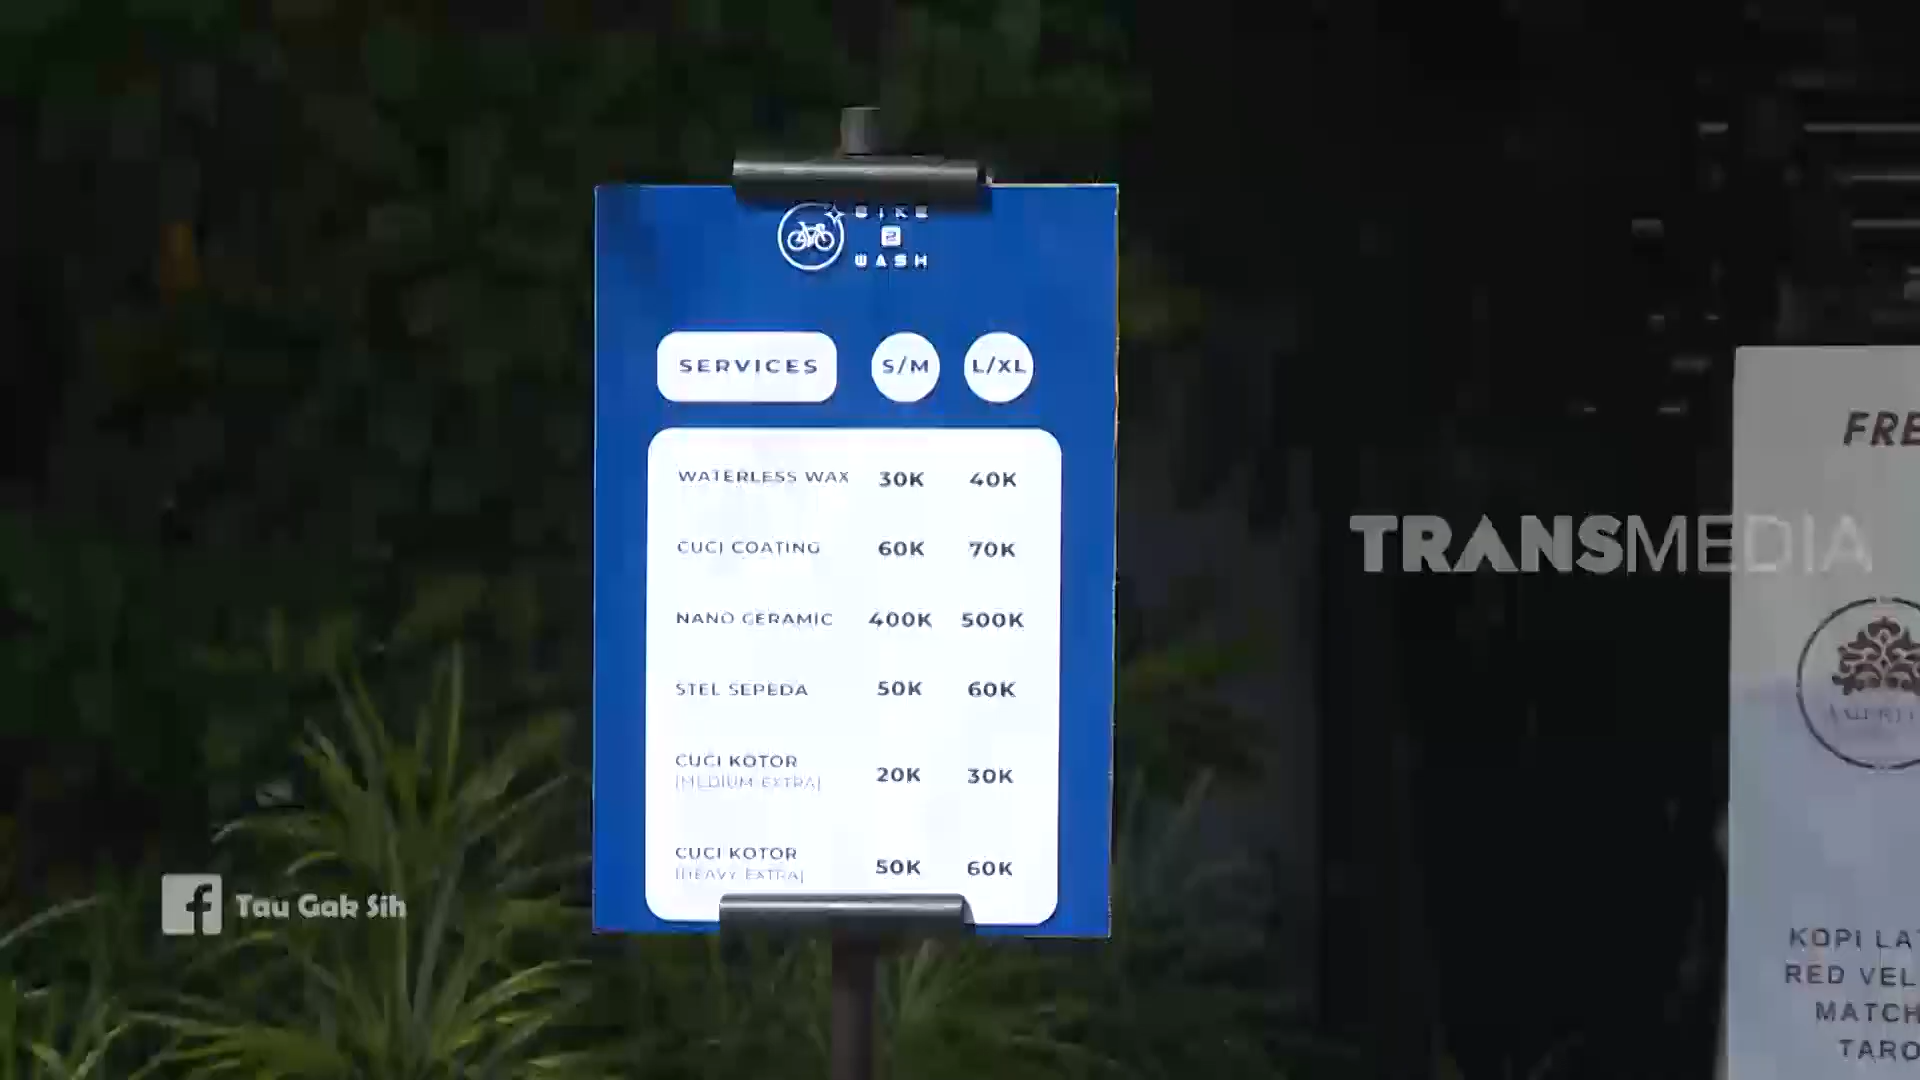 BIKE
2
WASH
SERVICES S/M L/XL
WATERLESS WAX 30K 40K
CUCI COATING 60K 70K
NANO CERAMIC 400K 500K
STEL SEPEDA 50K 60K
CUCI KOTOR
[MEDIUM EXTRA] 20K 30K
CUCI KOTOR
[HEAVY EXTRA] 50K 60K
TRANSMEDIA
Tau Gak Sih
FRE
KOPI LAT
RED VEL
MATCH
TARO